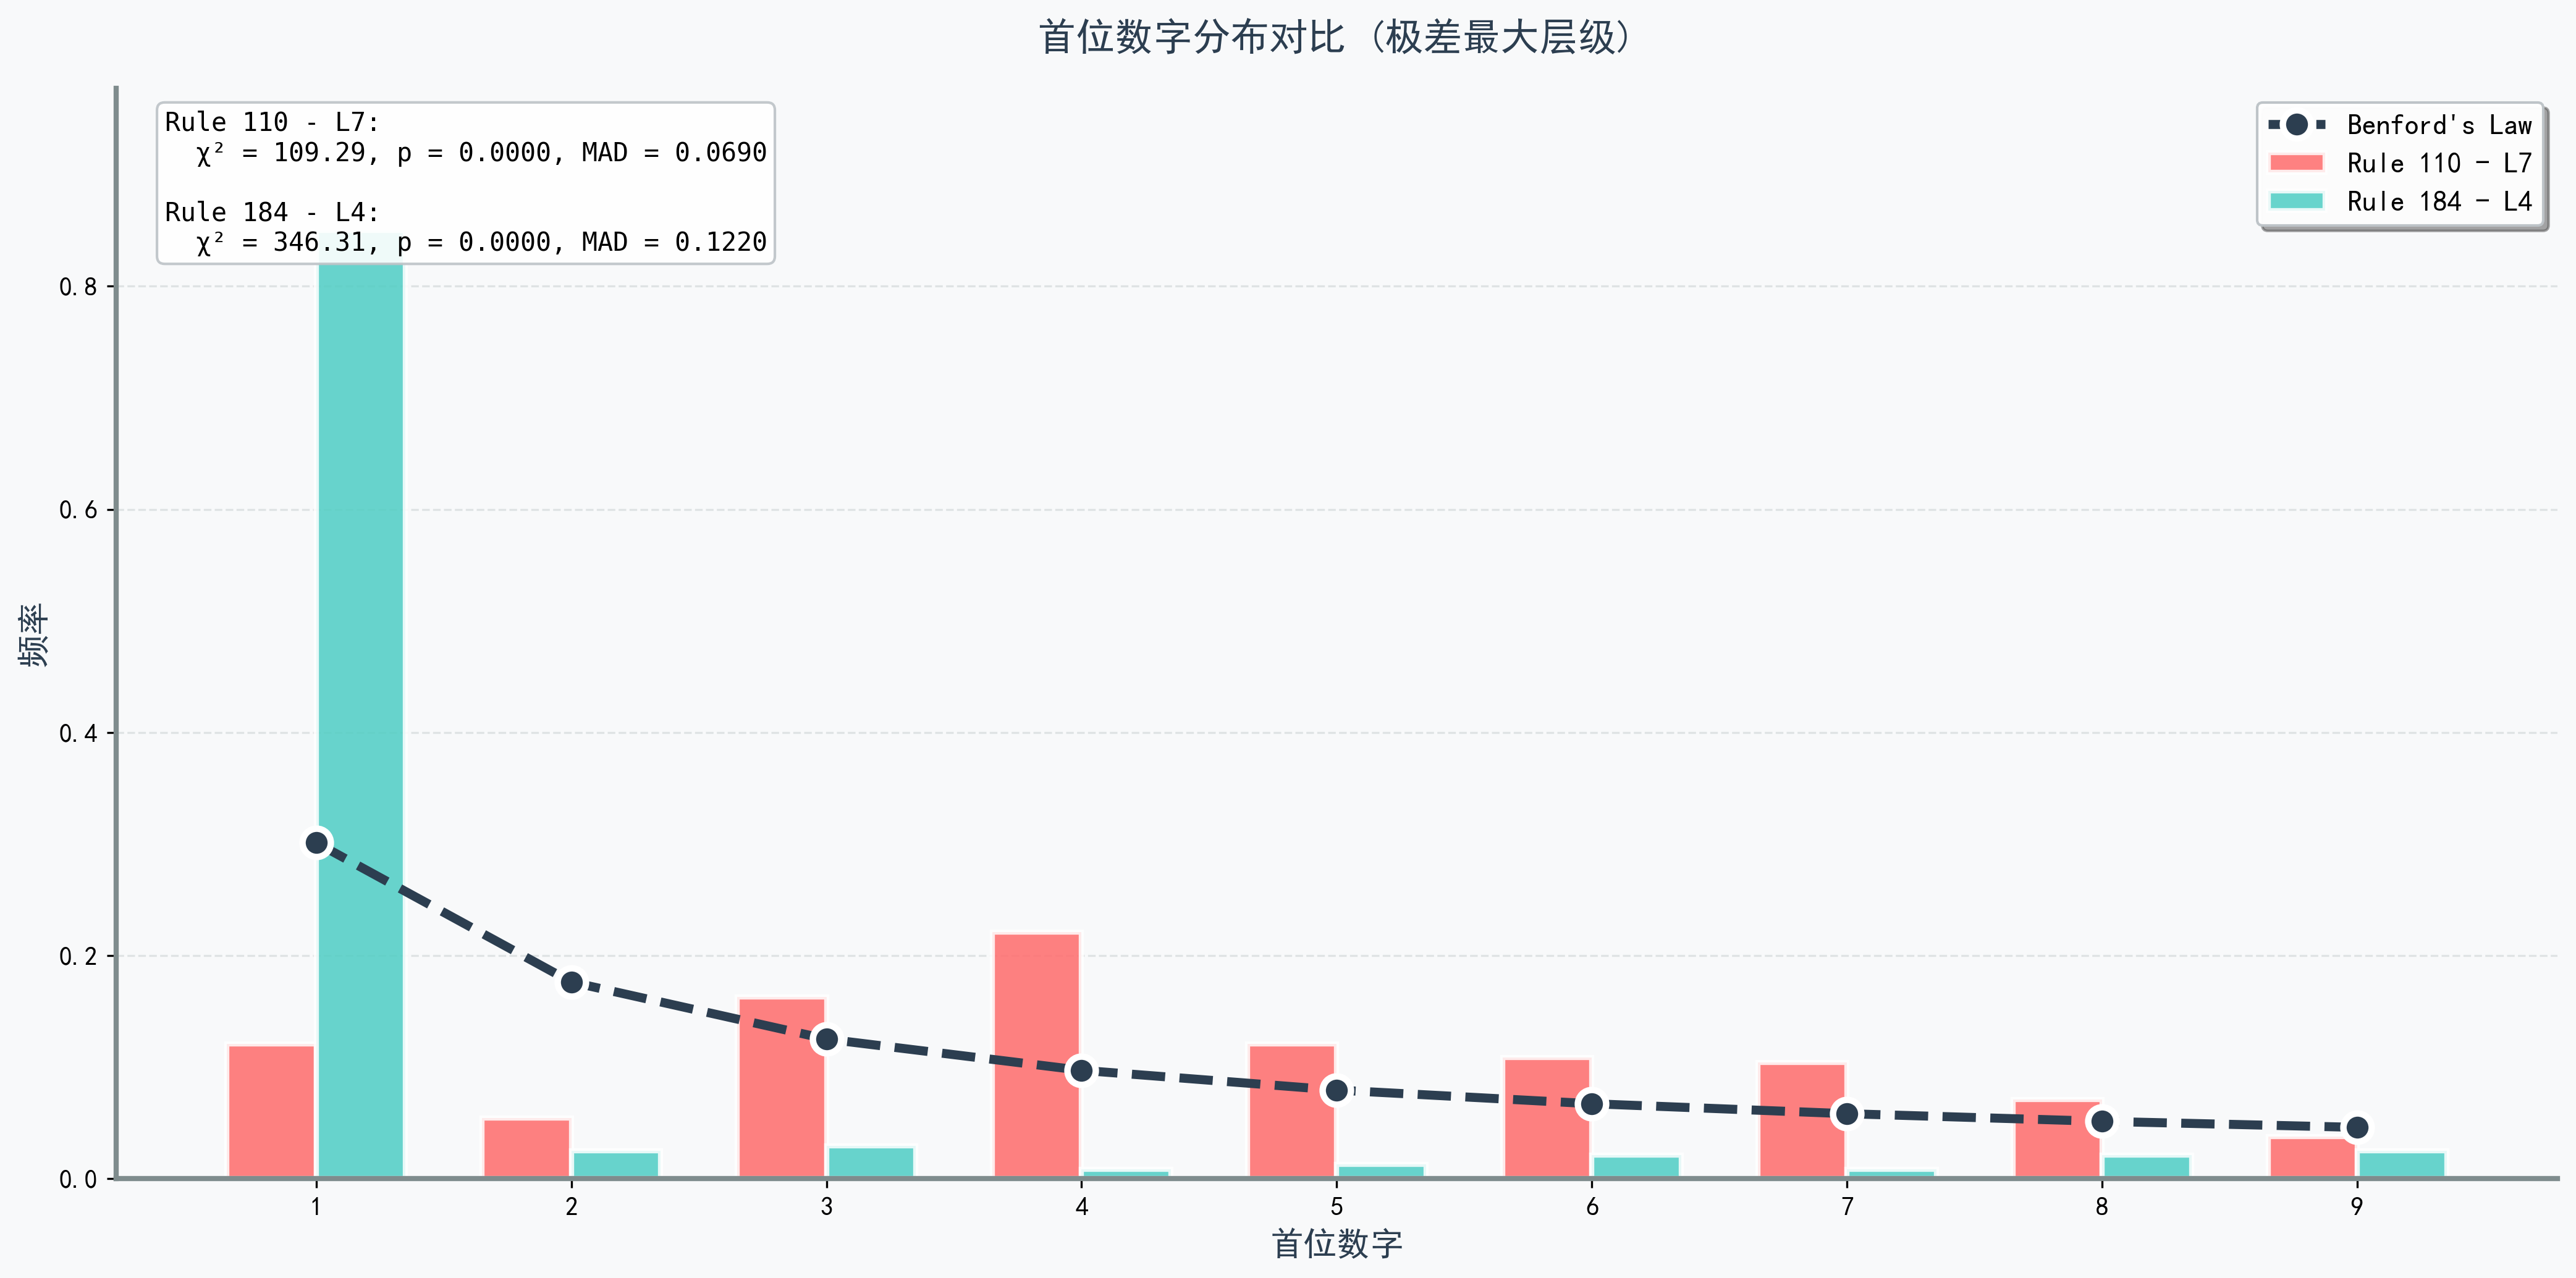 首位数字分布对比（极差最大层级）
Rule 110 - L7:
χ² = 109.29, p = 0.0000, MAD = 0.0690
Rule 184 - L4:
χ² = 346.31, p = 0.0000, MAD = 0.1220
Benford's Law
Rule 110 - L7
Rule 184 - L4
频率
0.8
0.6
0.4
0.2
0.0
1 2 3 4 5 6 7 8 9
首位数字